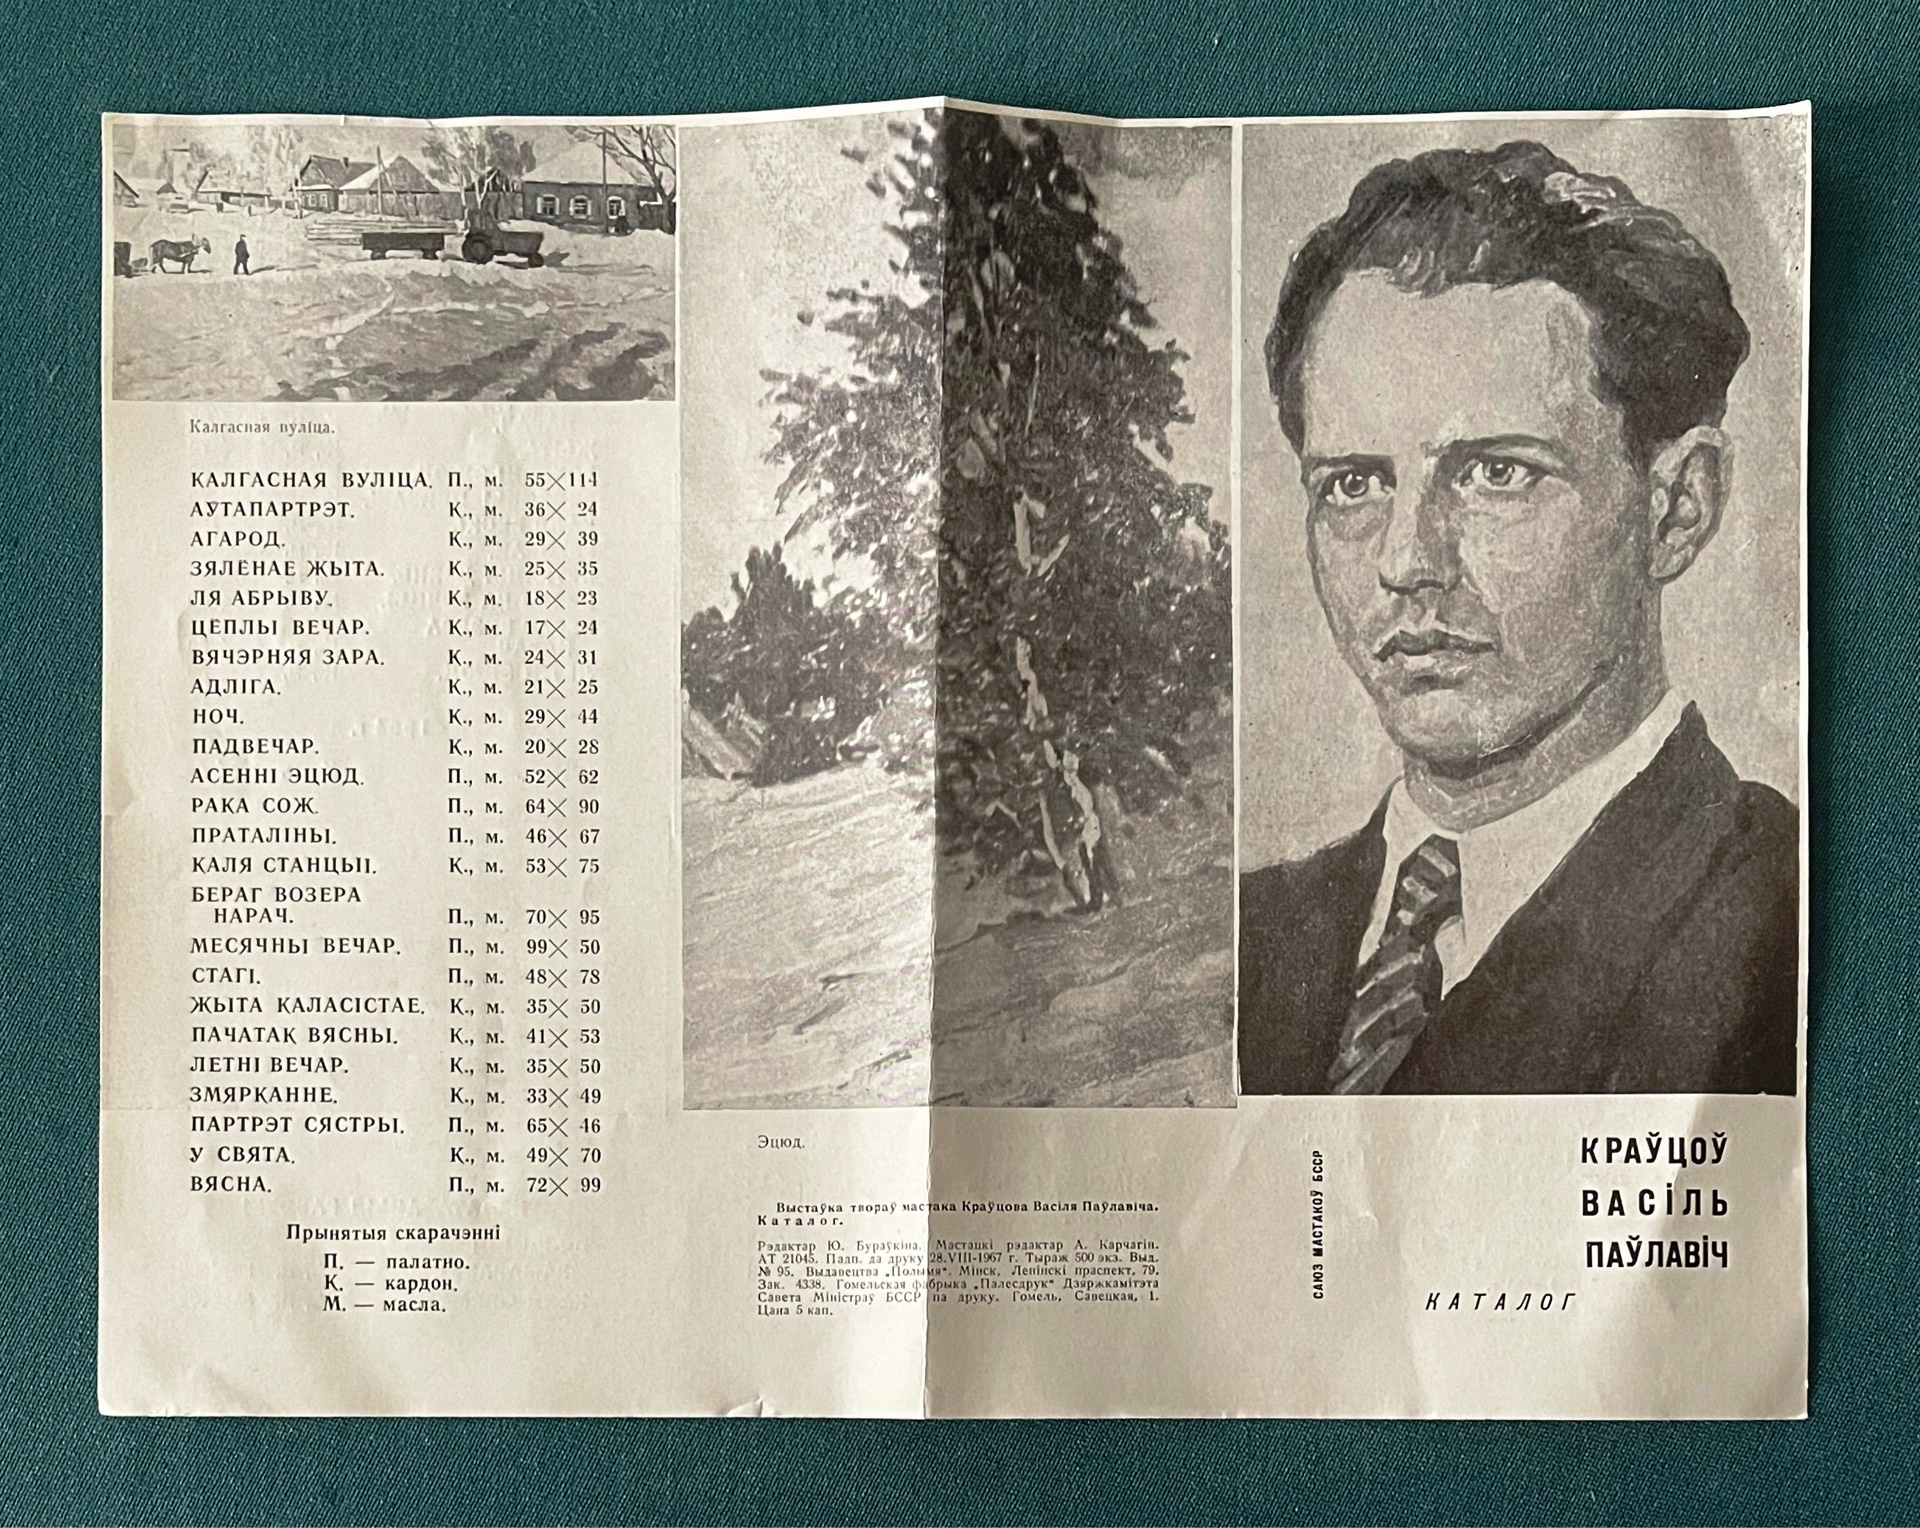 Калгасная вуліца.
КАЛГАСНАЯ ВУЛІЦА. П., м. 55×114
АЎТАПАРТРЭТ. К., м. 36× 24
АГАРОД. К., м. 29× 39
ЗЯЛЁНАЕ ЖЫТА. К., м. 25× 35
ЛЯ АБРЫВУ. К., м. 18× 23
ЦЁПЛЫ ВЕЧАР. К., м. 17× 24
ВЯЧЭРНЯЯ ЗАРА. К., м. 24× 31
АДЛІГА. К., м. 21× 25
НОЧ. К., м. 29× 44
ПАДВЕЧАР. К., м. 20× 28
АСЕННІ ЭЦЮД. П., м. 52× 62
РАКА СОЖ. П., м. 64× 90
ПРАТАЛІНЫ. П., м. 46× 67
КАЛЯ СТАНЦЫІ. К., м. 53× 75
БЕРАГ ВОЗЕРА
НАРАЧ. П., м. 70× 95
МЕСЯЧНЫ ВЕЧАР. П., м. 99× 50
СТАГІ. П., м. 48× 78
ЖЫТА КАЛАСІСТАЕ. К., м. 35× 50
ПАЧАТАК ВЯСНЫ. К., м. 41× 53
ЛЕТНІ ВЕЧАР. К., м. 35× 50
ЗМЯРКАННЕ. К., м. 33× 49
ПАРТРЭТ СЯСТРЫ. П., м. 65× 46
У СВЯТА. К., м. 49× 70
ВЯСНА. П., м. 72× 99
Прынятыя скарачэнні
П. — палатно.
К. — кардон.
М. — масла.
Эцюд.
Выстаўка твораў мастака Краўцова Васіля Паўлавіча.
Каталог.
Рэдактар Ю. Бураўкіна. Мастацкі рэдактар А. Карчагін.
АТ 21045. Падп. да друку 28.VIII-1967 г. Тыраж 500 экз. Выд.
№ 95. Выдавецтва „Полымя“. Мінск, Ленінскі праспект, 79.
Зак. 4338. Гомельская фабрыка „Палесдрук“ Дзяржкамітэта
Савета Міністраў БССР па друку. Гомель, Савецкая, 1.
Цана 5 кап.
САЮЗ МАСТАКОЎ БССР
КРАЎЦОЎ
ВАСІЛЬ
ПАЎЛАВІЧ
КАТАЛОГ